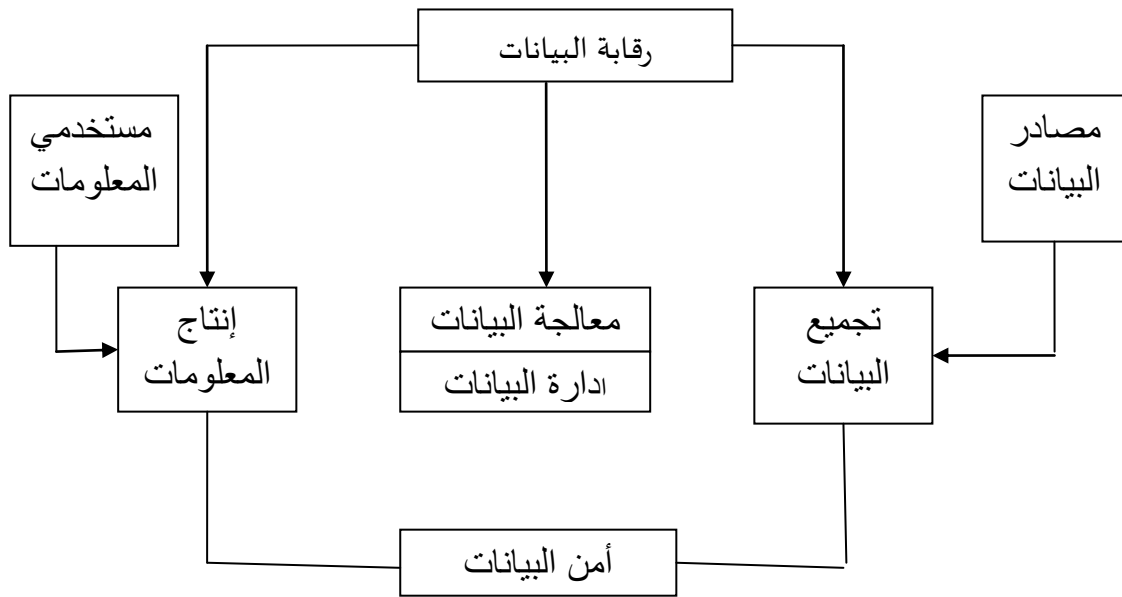 رقابة البيانات
مصادر
البيانات
مستخدمي
المعلومات
تجميع
البيانات
معالجة البيانات
ادارة البيانات
إنتاج
المعلومات
أمن البيانات